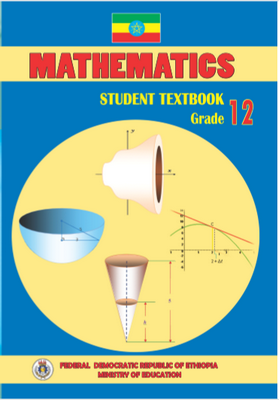 MATHEMATICS
STUDENT TEXTBOOK
Grade 12
FEDERAL DEMOCRATIC REPUBLIC OF ETHIOPIA
MINISTRY OF EDUCATION